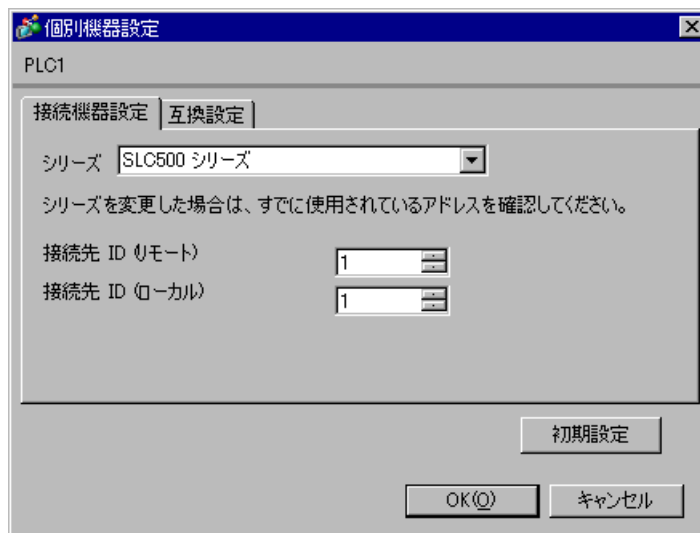 個別機器設定
PLC1
接続機器設定 互換設定
シリーズ SLC500 シリーズ
シリーズを変更した場合は、すでに使用されているアドレスを確認してください。
接続先 ID (リモート) 1
接続先 ID (ローカル) 1
初期設定
OK(O) キャンセル